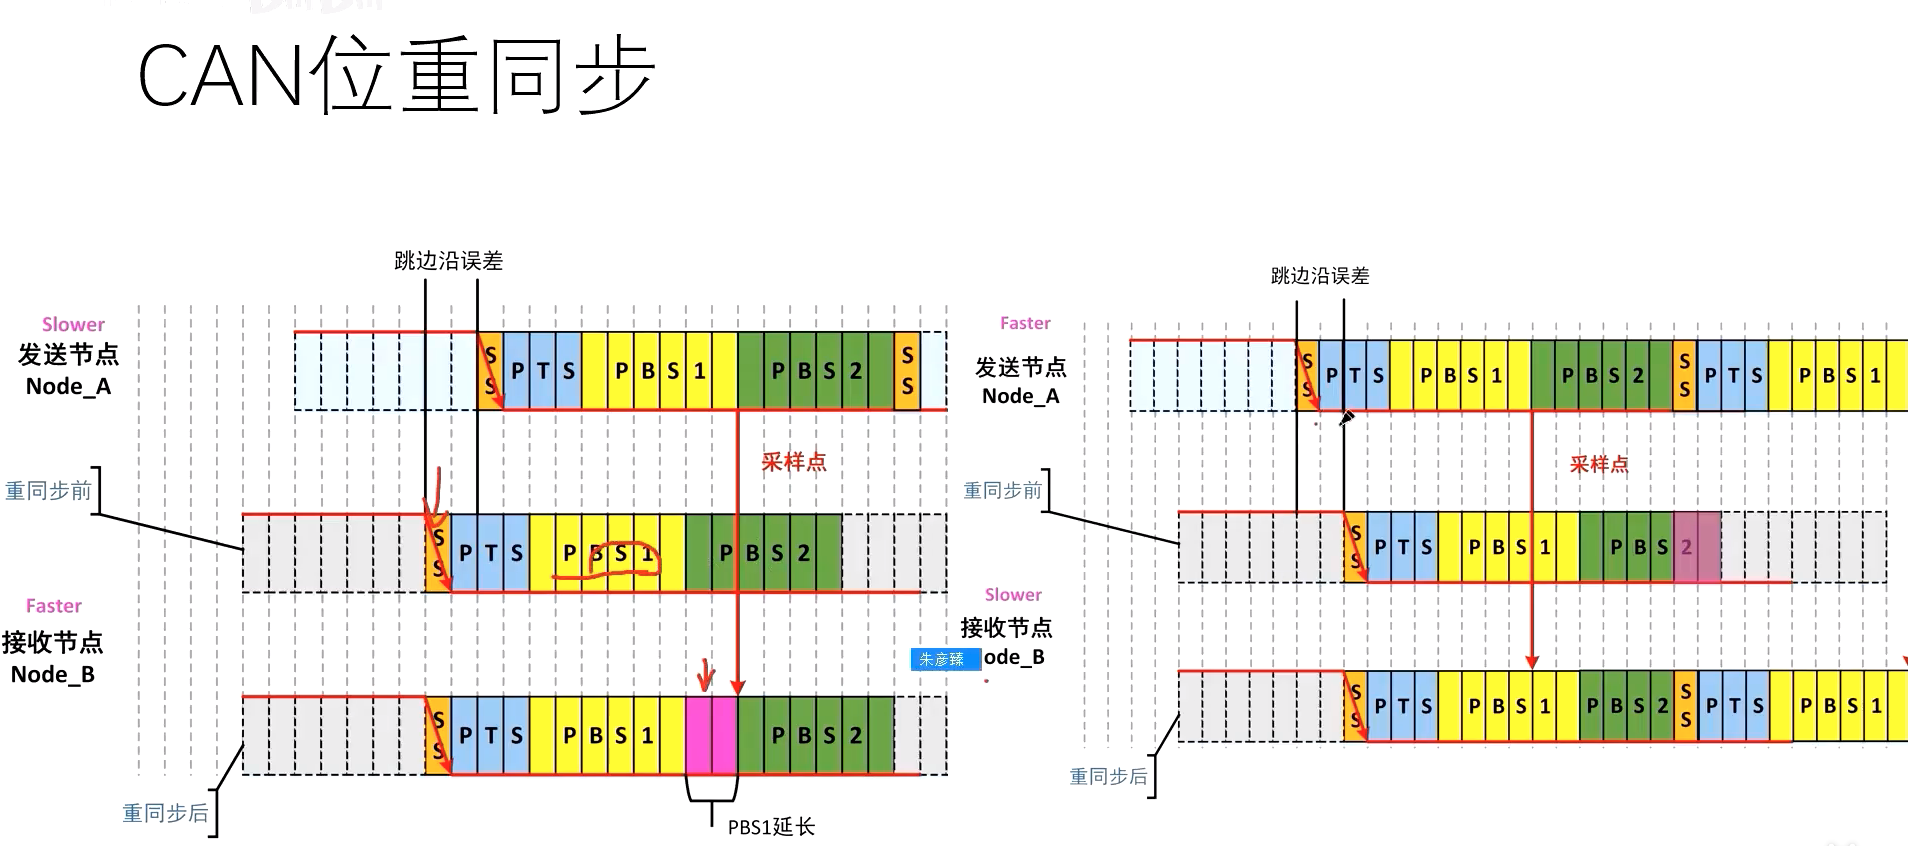 CAN位重同步
跳边沿误差
Slower
发送节点
Node_A
SS PTS PBS1 PBS2 SS
采样点
重同步前
SS PTS PBS1 PBS2
Faster
接收节点
Node_B
SS PTS PBS1 PBS2
重同步后
PBS1延长
跳边沿误差
Faster
发送节点
Node_A
SS PTS PBS1 PBS2 SS PTS PBS1
采样点
重同步前
SS PTS PBS1 PBS2
Slower
接收节点
朱彦臻 ode_B
SS PTS PBS1 PBS2 SS PTS PBS1
重同步后